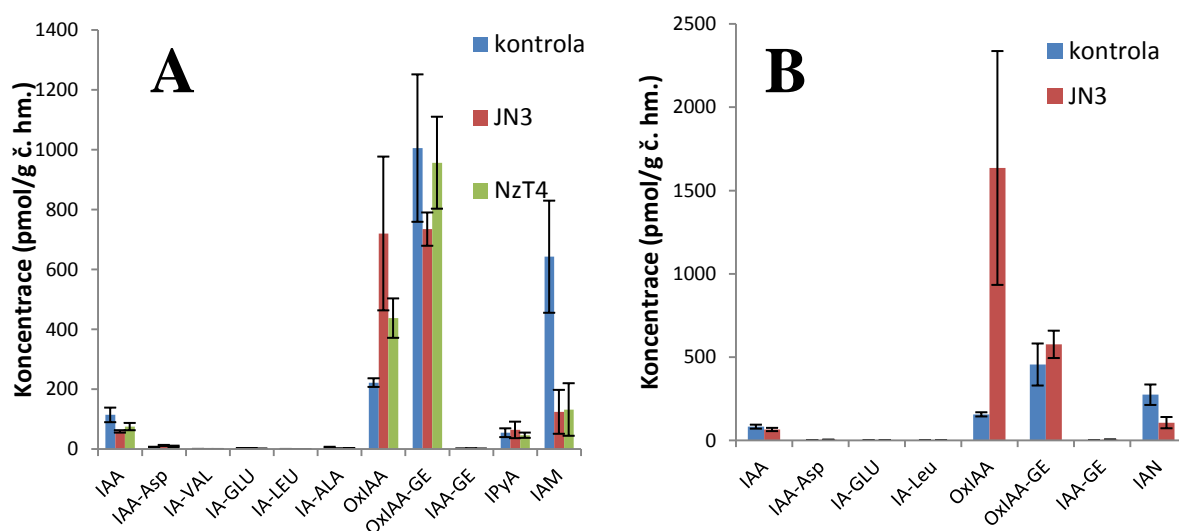 A
Koncentrace (pmol/g č. hm.)
1400
1200
1000
800
600
400
200
0
kontrola
JN3
NzT4
IAA
IAA-Asp
IA-VAL
IA-GLU
IA-LEU
IA-ALA
OxIAA
OxIAA-GE
IAA-GE
IPyA
IAM
B
Koncentrace (pmol/g č. hm.)
2500
2000
1500
1000
500
0
kontrola
JN3
IAA
IAA-Asp
IA-GLU
IA-Leu
OxIAA
OxIAA-GE
IAA-GE
IAN